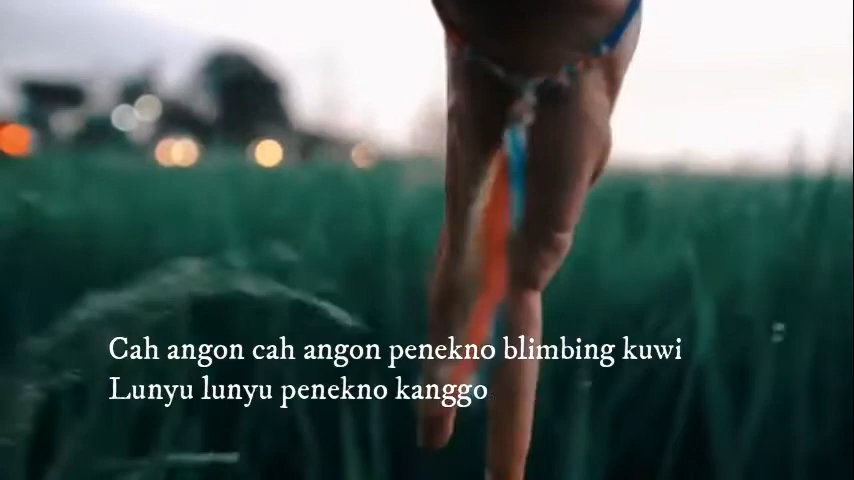 Cah angon cah angon penekno blimbing kuwi
Lunyu lunyu penekno kanggo